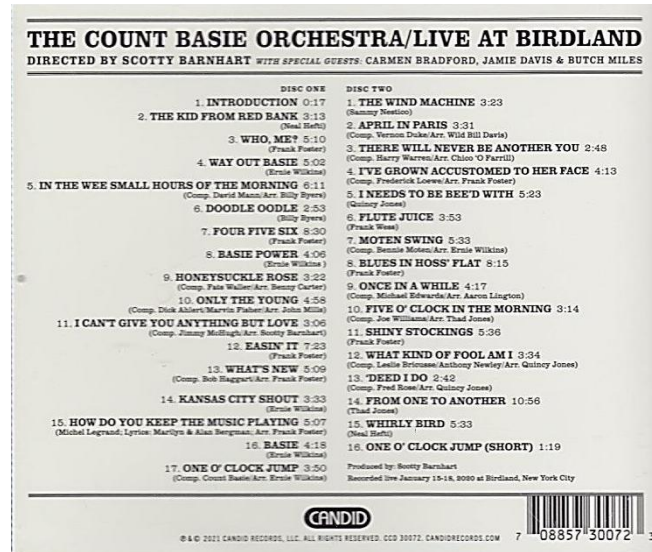 THE COUNT BASIE ORCHESTRA/LIVE AT BIRDLAND
DIRECTED BY SCOTTY BARNHART WITH SPECIAL GUESTS: CARMEN BRADFORD, JAMIE DAVIS & BUTCH MILES
DISC ONE
1. INTRODUCTION 0:17
2. THE KID FROM RED BANK 3:13
(Neal Hefti)
3. WHO, ME? 5:10
(Frank Foster)
4. WAY OUT BASIE 5:02
(Ernie Wilkins)
5. IN THE WEE SMALL HOURS OF THE MORNING 6:11
(Comp. David Mann/Arr. Billy Byers)
6. DOODLE OODLE 2:53
(Billy Byers)
7. FOUR FIVE SIX 8:30
(Frank Foster)
8. BASIE POWER 4:06
(Ernie Wilkins )
9. HONEYSUCKLE ROSE 3:22
(Comp. Fats Waller/Arr. Benny Carter)
10. ONLY THE YOUNG 4:58
(Comp. Dick Ahlert/Marvin Fisher/Arr. John Mills)
11. I CAN'T GIVE YOU ANYTHING BUT LOVE 3:06
(Comp. Jimmy McHugh/Arr. Scotty Barnhart)
12. EASIN' IT 7:23
(Frank Foster)
13. WHAT'S NEW 5:09
(Comp. Bob Haggart/Arr. Frank Foster)
14. KANSAS CITY SHOUT 3:33
(Ernie Wilkins)
15. HOW DO YOU KEEP THE MUSIC PLAYING 5:07
(Michel Legrand; Lyrics: Marilyn & Alan Bergman; Arr. Frank Foster)
16. BASIE 4:18
(Ernie Wilkins)
17. ONE O' CLOCK JUMP 3:50
(Comp. Count Basie/Arr. Ernie Wilkins)
DISC TWO
1. THE WIND MACHINE 3:23
(Sammy Nestico)
2. APRIL IN PARIS 3:31
(Comp. Vernon Duke/Arr. Wild Bill Davis)
3. THERE WILL NEVER BE ANOTHER YOU 2:48
(Comp. Harry Warren/Arr. Chico 'O Farrill)
4. I'VE GROWN ACCUSTOMED TO HER FACE 4:13
(Comp. Frederick Loewe/Arr. Frank Foster)
5. I NEEDS TO BE BEE'D WITH 5:23
(Quincy Jones)
6. FLUTE JUICE 3:53
(Frank Wess)
7. MOTEN SWING 5:33
(Comp. Bennie Moten/Arr. Ernie Wilkins)
8. BLUES IN HOSS' FLAT 8:15
(Frank Foster)
9. ONCE IN A WHILE 4:17
(Comp. Michael Edwards/Arr. Aaron Lington)
10. FIVE O' CLOCK IN THE MORNING 3:14
(Comp. Joe Williams/Arr. Thad Jones)
11. SHINY STOCKINGS 5:36
(Frank Foster)
12. WHAT KIND OF FOOL AM I 3:34
(Comp. Leslie Bricusse/Anthony Newley/Arr. Quincy Jones)
13. 'DEED I DO 2:42
(Comp. Fred Rose/Arr. Quincy Jones)
14. FROM ONE TO ANOTHER 10:56
(Thad Jones)
15. WHIRLY BIRD 5:33
(Neal Hefti)
16. ONE O' CLOCK JUMP (SHORT) 1:19
Produced by: Scotty Barnhart
Recorded live January 15-18, 2020 at Birdland, New York City
CANDID
℗ & © 2021 CANDID RECORDS, LLC. ALL RIGHTS RESERVED. CCD 30072. CANDIDRECORDS.COM
7 08857 30072 3